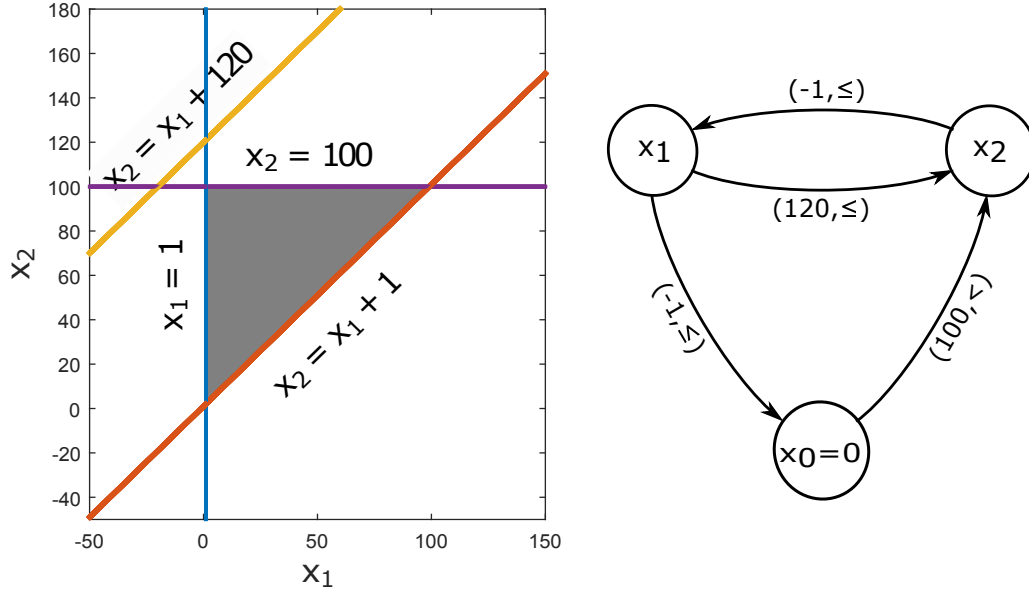 180
160
140
120
100
80
60
40
20
0
-20
-40
-50
0
50
100
150
x₂
x₁
x₂ = x₁ + 120
x₂ = 100
x₁ = 1
x₂ = x₁ + 1
(-1,≤)
x₁
x₂
(120,≤)
(-1,≤)
(100,<)
x₀=0